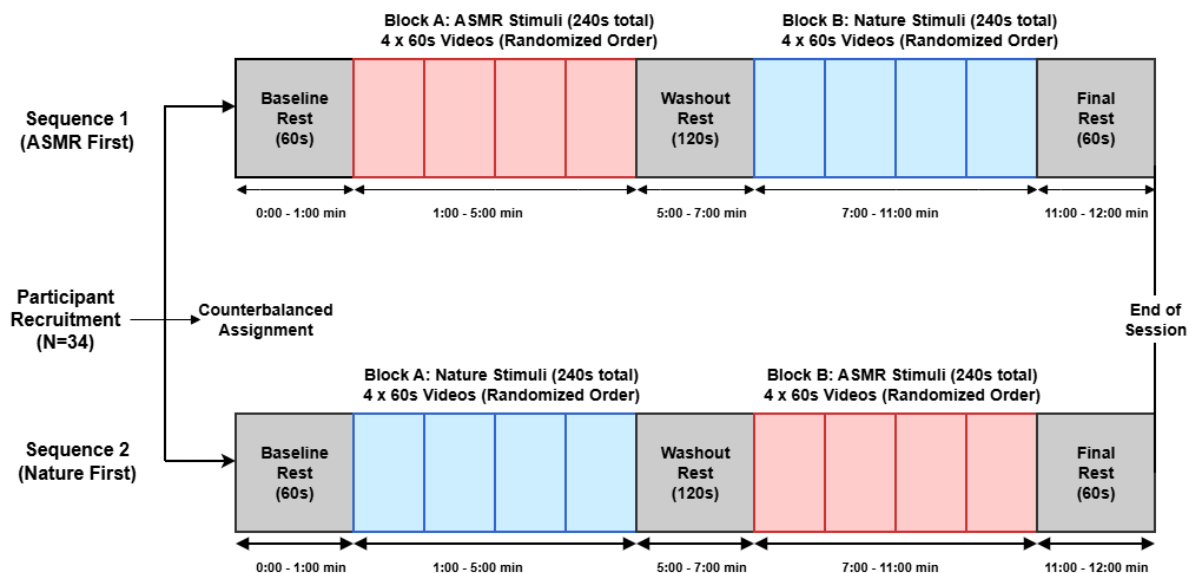 Block A: ASMR Stimuli (240s total)
4 x 60s Videos (Randomized Order)
Block B: Nature Stimuli (240s total)
4 x 60s Videos (Randomized Order)
Sequence 1
(ASMR First)
Baseline
Rest
(60s)
Washout
Rest
(120s)
Final
Rest
(60s)
0:00 - 1:00 min
1:00 - 5:00 min
5:00 - 7:00 min
7:00 - 11:00 min
11:00 - 12:00 min
Participant
Recruitment
(N=34)
Counterbalanced
Assignment
End of
Session
Block A: Nature Stimuli (240s total)
4 x 60s Videos (Randomized Order)
Block B: ASMR Stimuli (240s total)
4 x 60s Videos (Randomized Order)
Sequence 2
(Nature First)
Baseline
Rest
(60s)
Washout
Rest
(120s)
Final
Rest
(60s)
0:00 - 1:00 min
1:00 - 5:00 min
5:00 - 7:00 min
7:00 - 11:00 min
11:00 - 12:00 min